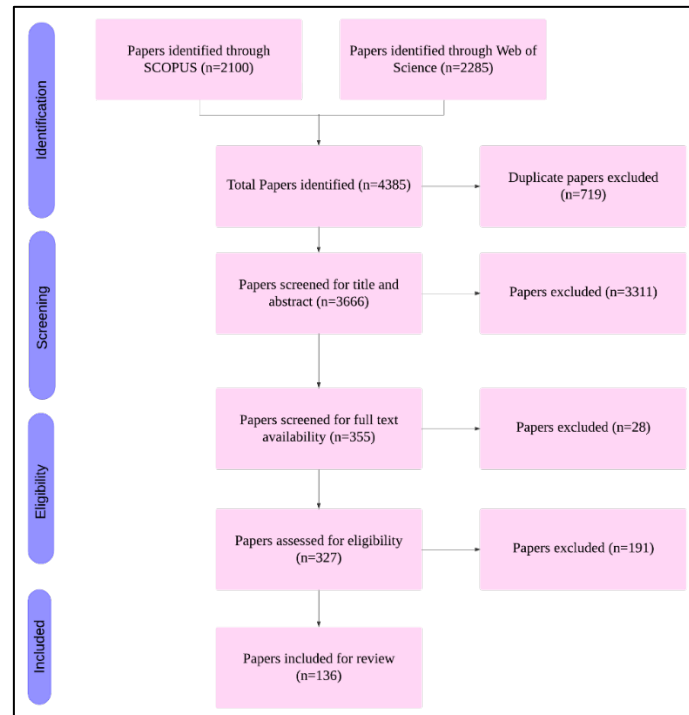 Identification
Papers identified through
SCOPUS (n=2100)
Papers identified through Web of
Science (n=2285)
Total Papers identified (n=4385)
Duplicate papers excluded
(n=719)
Screening
Papers screened for title and
abstract (n=3666)
Papers excluded (n=3311)
Papers screened for full text
availability (n=355)
Papers excluded (n=28)
Eligibility
Papers assessed for eligibility
(n=327)
Papers excluded (n=191)
Included
Papers included for review
(n=136)